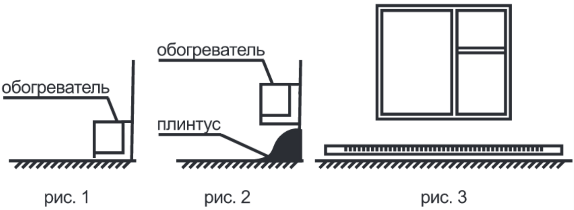 обогреватель
обогреватель
плинтус
рис. 1
рис. 2
рис. 3